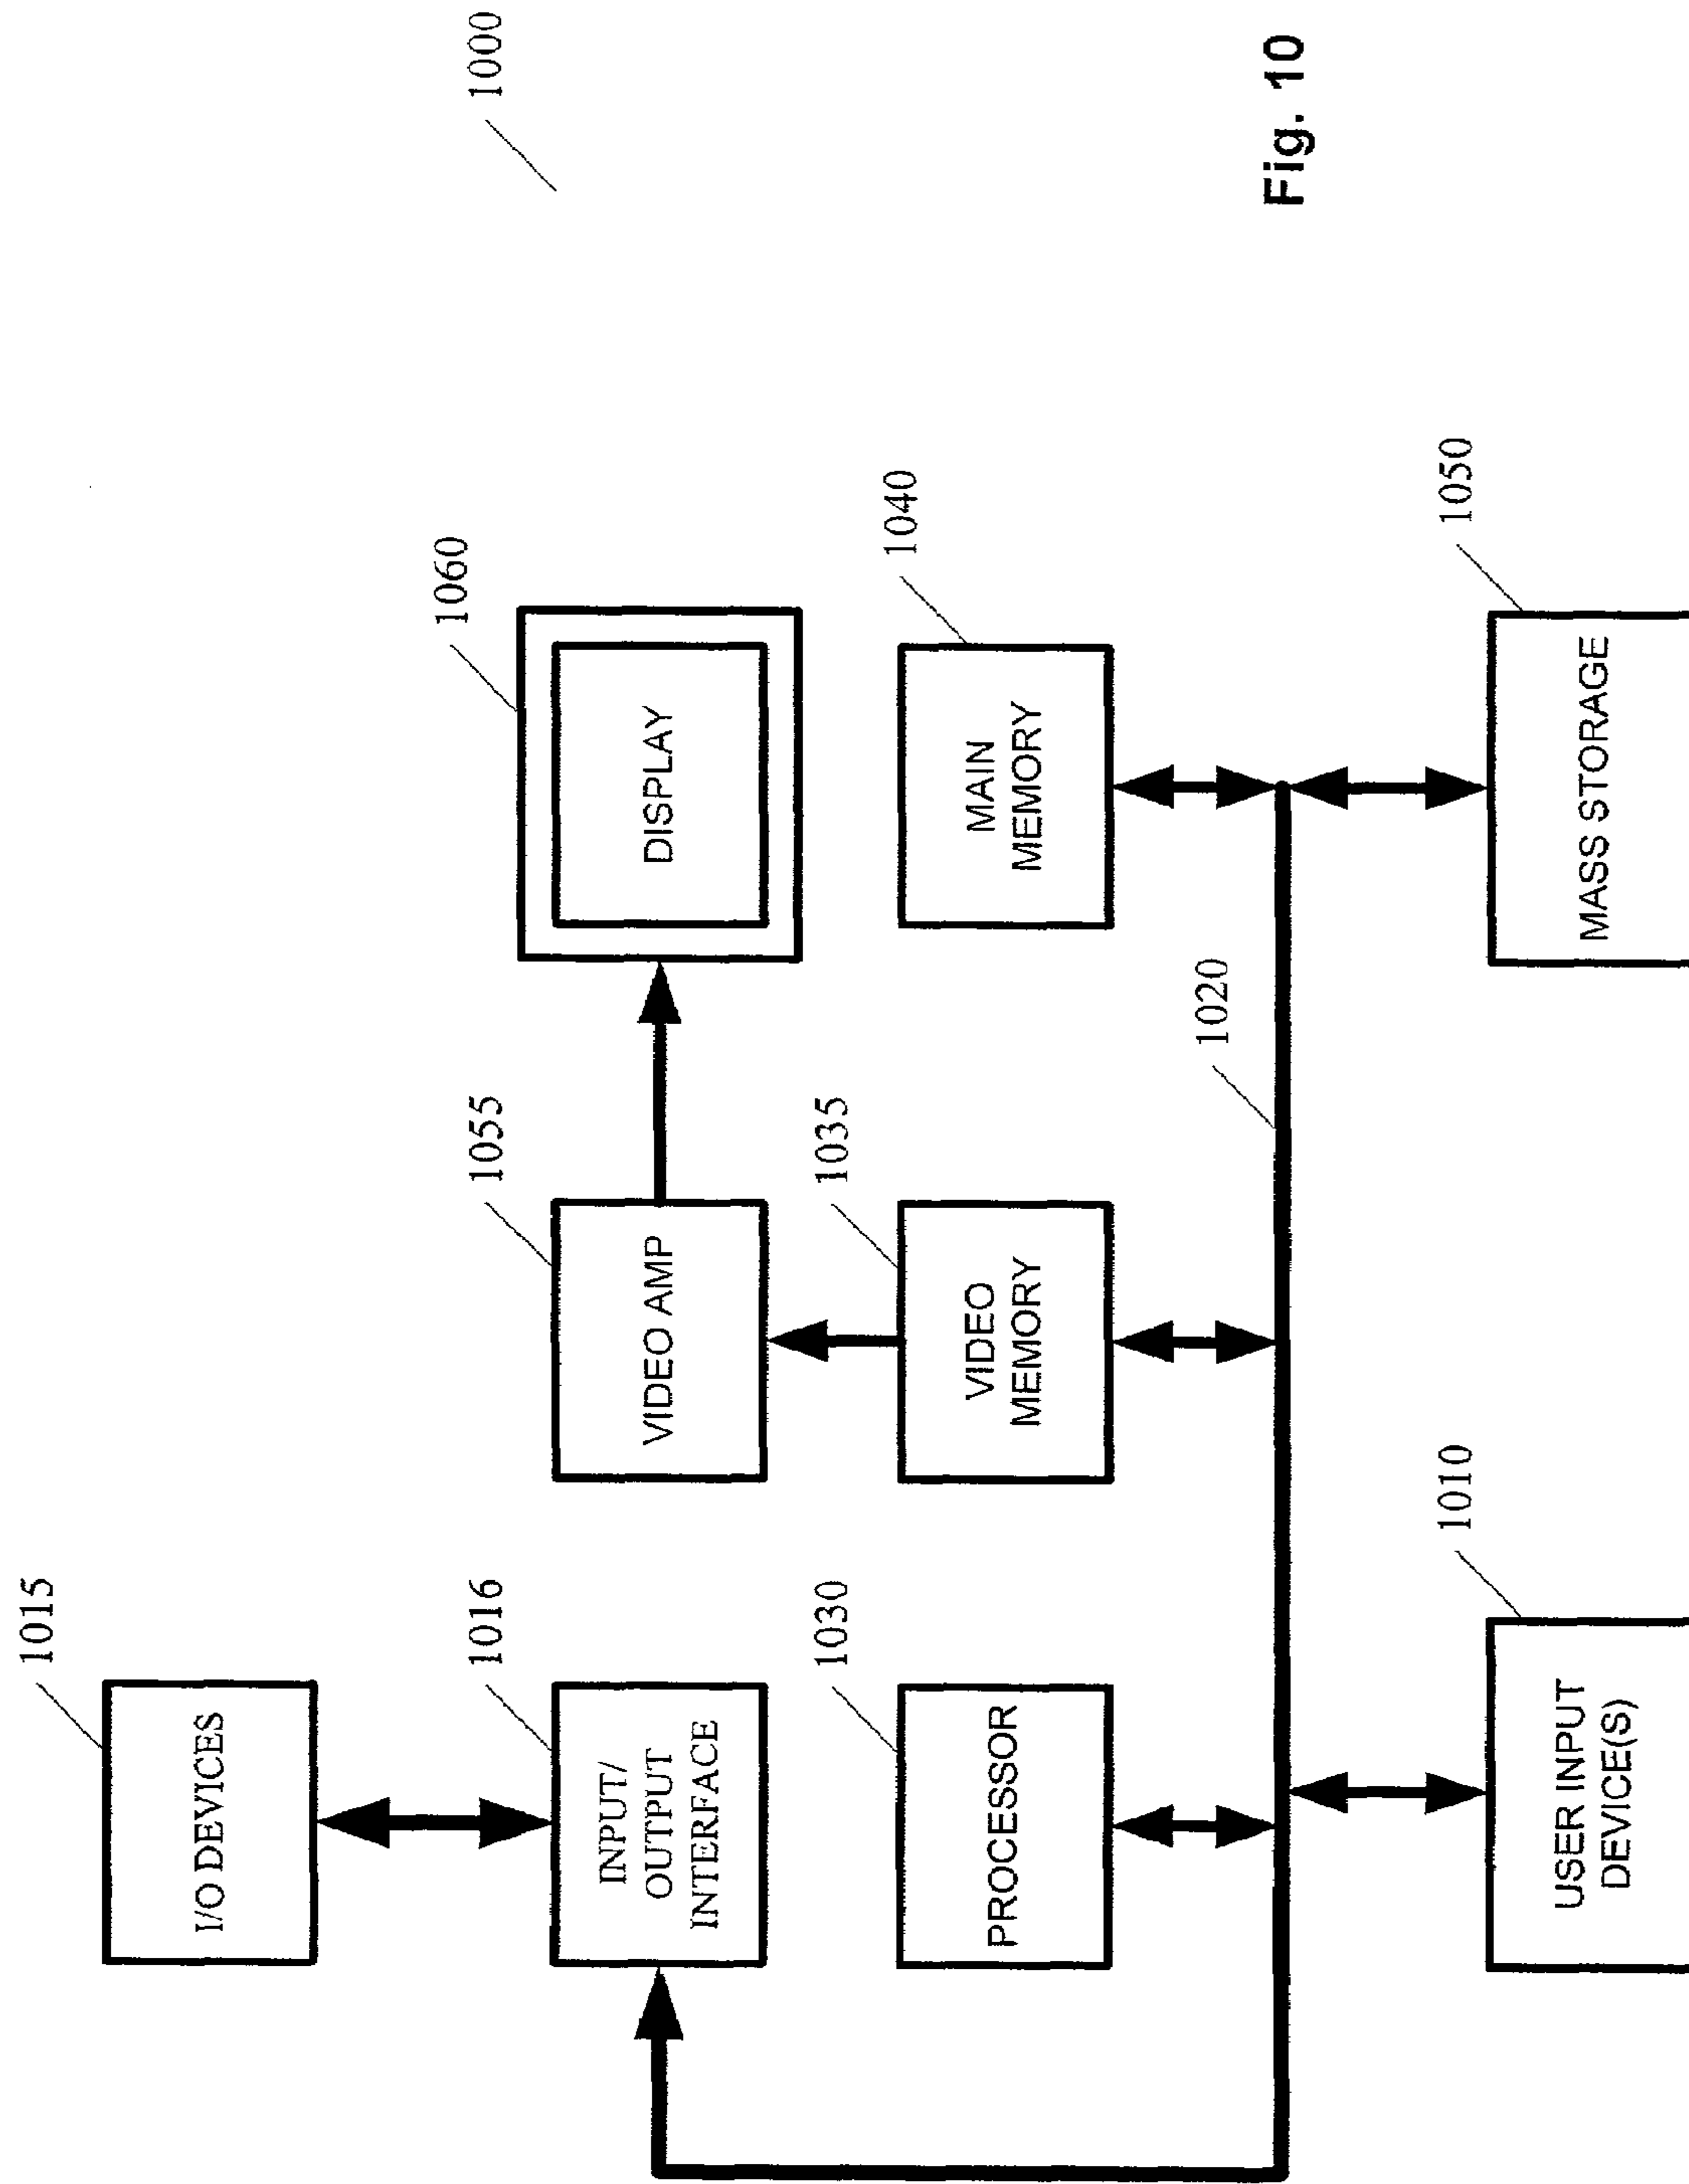 1000
1015
I/O DEVICES
1016
INPUT/
OUTPUT
INTERFACE
1055
VIDEO AMP
1060
DISPLAY
1030
PROCESSOR
1035
VIDEO
MEMORY
1040
MAIN
MEMORY
1020
1010
USER INPUT
DEVICE(S)
1050
MASS STORAGE
Fig. 10